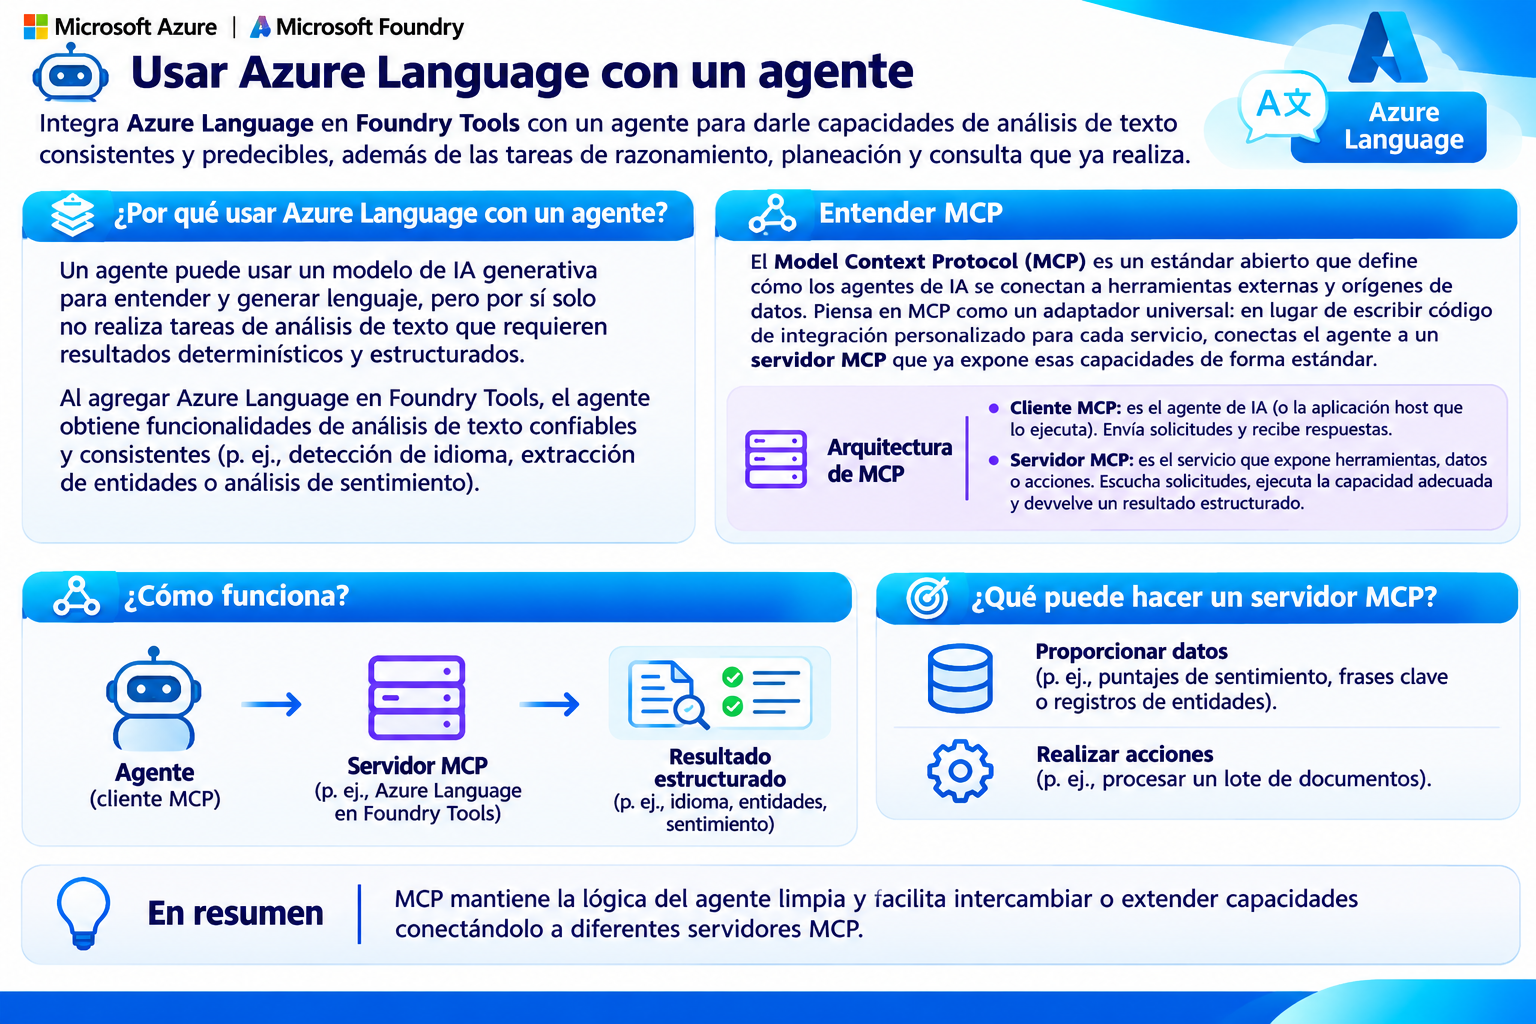 Microsoft Azure | Microsoft Foundry
Usar Azure Language con un agente
Integra Azure Language en Foundry Tools con un agente para darle capacidades de análisis de texto
consistentes y predecibles, además de las tareas de razonamiento, planeación y consulta que ya realiza.
A文
Azure
Language
¿Por qué usar Azure Language con un agente?
Un agente puede usar un modelo de IA generativa
para entender y generar lenguaje, pero por sí solo
no realiza tareas de análisis de texto que requieren
resultados determinísticos y estructurados.
Al agregar Azure Language en Foundry Tools, el agente
obtiene funcionalidades de análisis de texto confiables
y consistentes (p. ej., detección de idioma, extracción
de entidades o análisis de sentimiento).
Entender MCP
El Model Context Protocol (MCP) es un estándar abierto que define
cómo los agentes de IA se conectan a herramientas externas y orígenes de
datos. Piensa en MCP como un adaptador universal: en lugar de escribir código
de integración personalizado para cada servicio, conectas el agente a un
servidor MCP que ya expone esas capacidades de forma estándar.
Arquitectura
de MCP
• Cliente MCP: es el agente de IA (o la aplicación host que
lo ejecuta). Envía solicitudes y recibe respuestas.
• Servidor MCP: es el servicio que expone herramientas, datos
o acciones. Escucha solicitudes, ejecuta la capacidad adecuada
y devvelve un resultado estructurado.
¿Cómo funciona?
Agente
(cliente MCP)
Servidor MCP
(p. ej., Azure Language
en Foundry Tools)
Resultado
estructurado
(p. ej., idioma, entidades,
sentimiento)
¿Qué puede hacer un servidor MCP?
Proporcionar datos
(p. ej., puntajes de sentimiento, frases clave
o registros de entidades).
Realizar acciones
(p. ej., procesar un lote de documentos).
En resumen
MCP mantiene la lógica del agente limpia y facilita intercambiar o extender capacidades
conectándolo a diferentes servidores MCP.